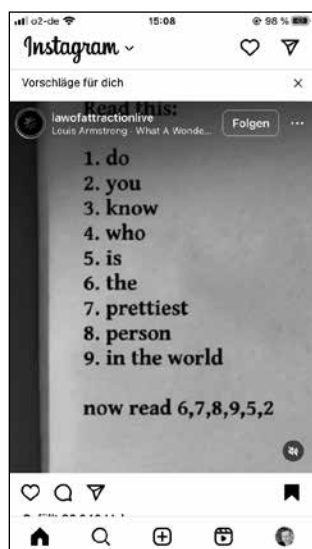 o2-de 15:08 98 %
Instagram
Vorschläge für dich
Read this:
lawofattractionlive
Louis Armstrong · What A Wonde...
Folgen
1. do
2. you
3. know
4. who
5. is
6. the
7. prettiest
8. person
9. in the world
now read 6,7,8,9,5,2